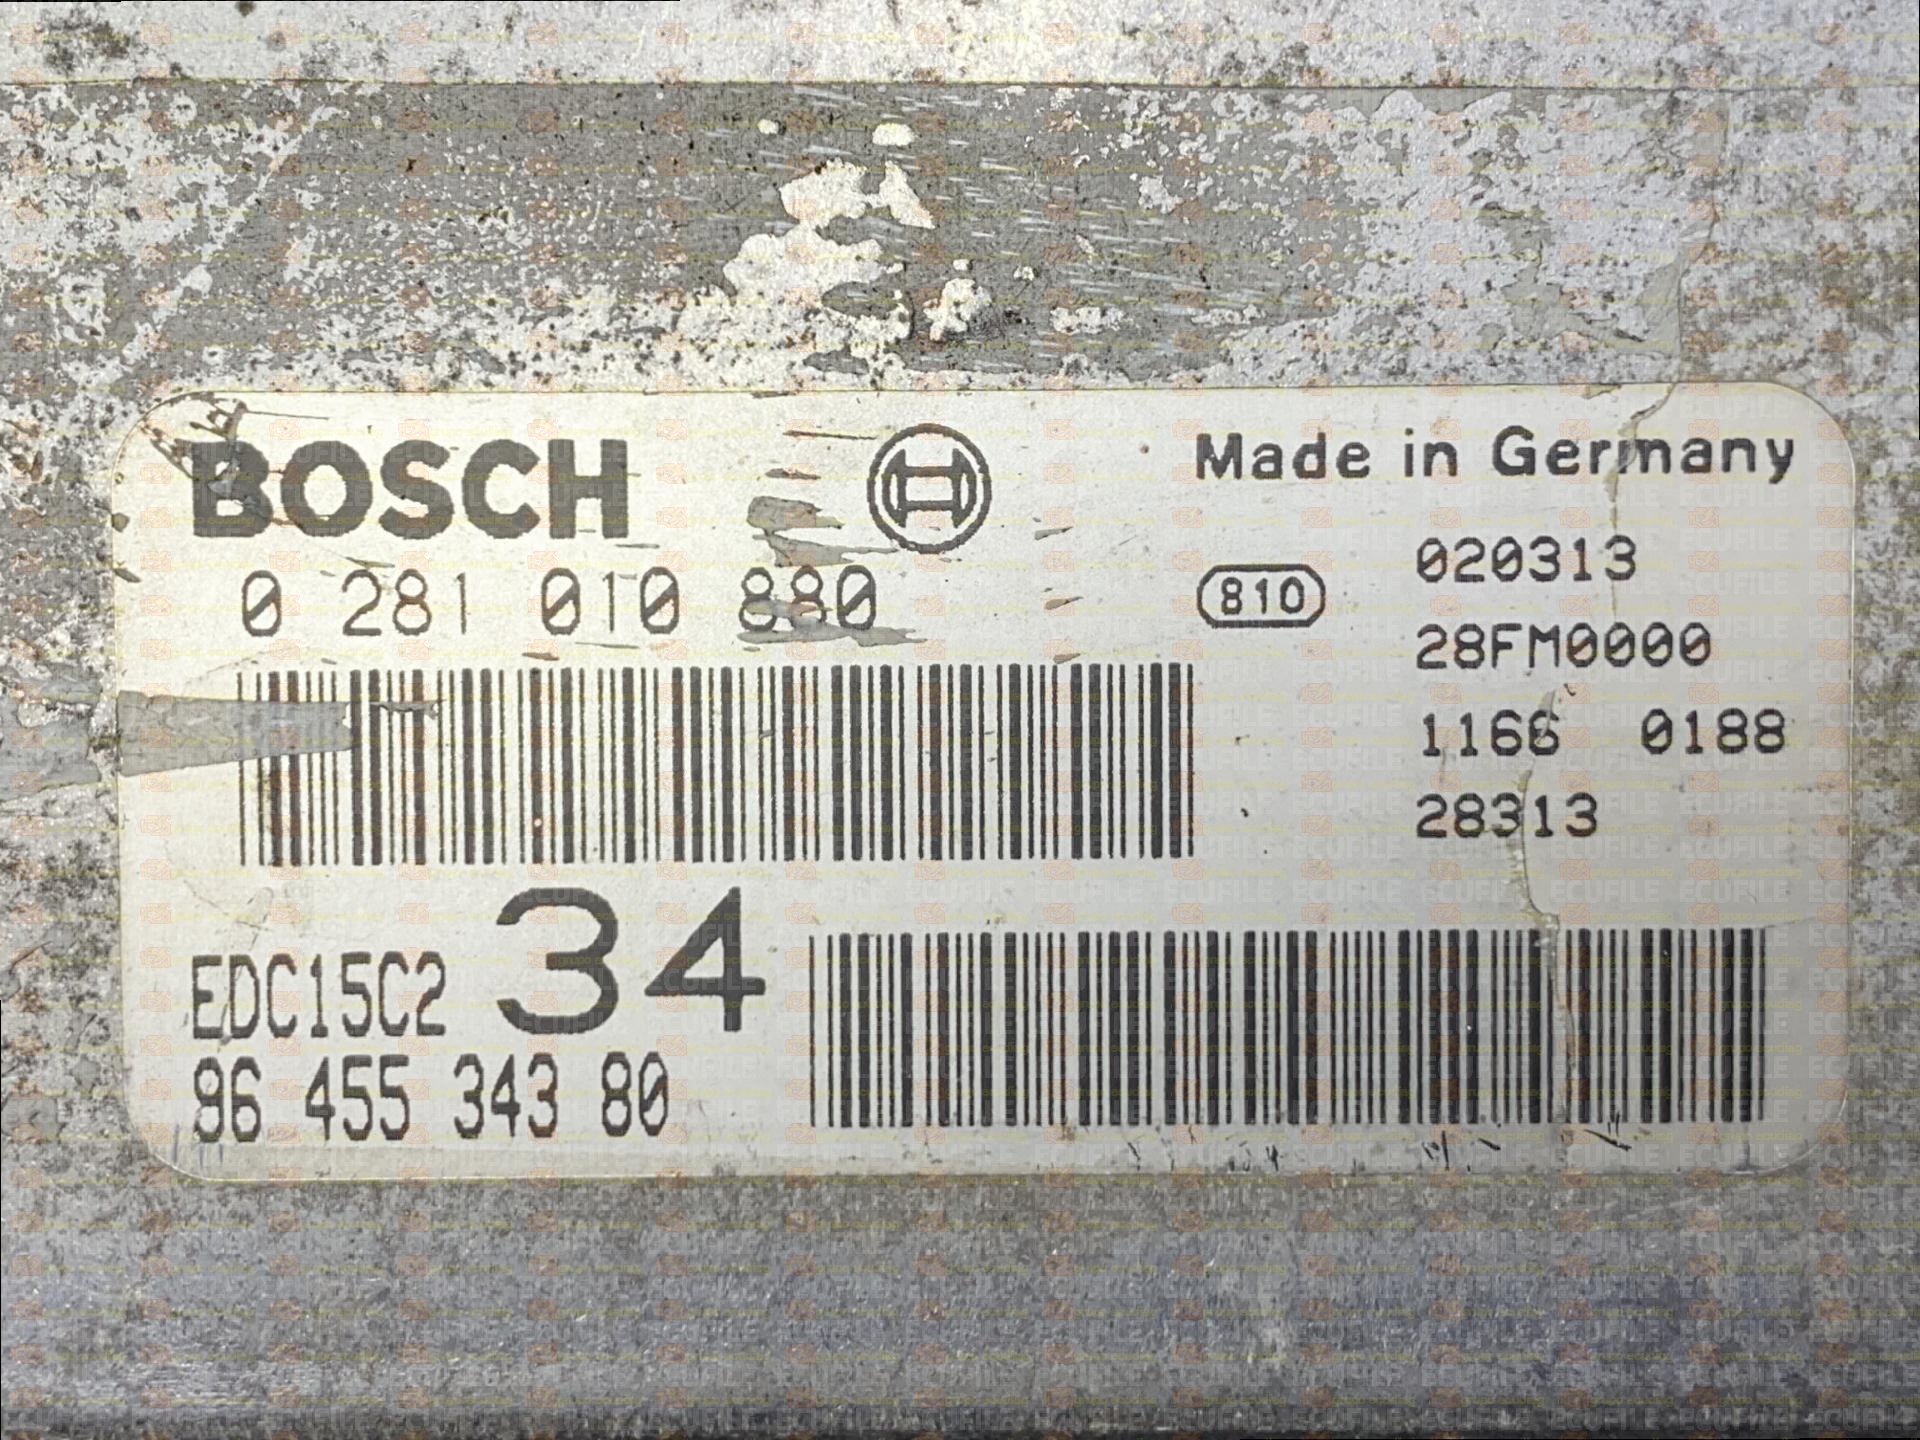 BOSCH
Made in Germany
0 281 010 880
810
020313
28FM0000
1166 0188
28313
EDC15C2 34
96 455 343 80